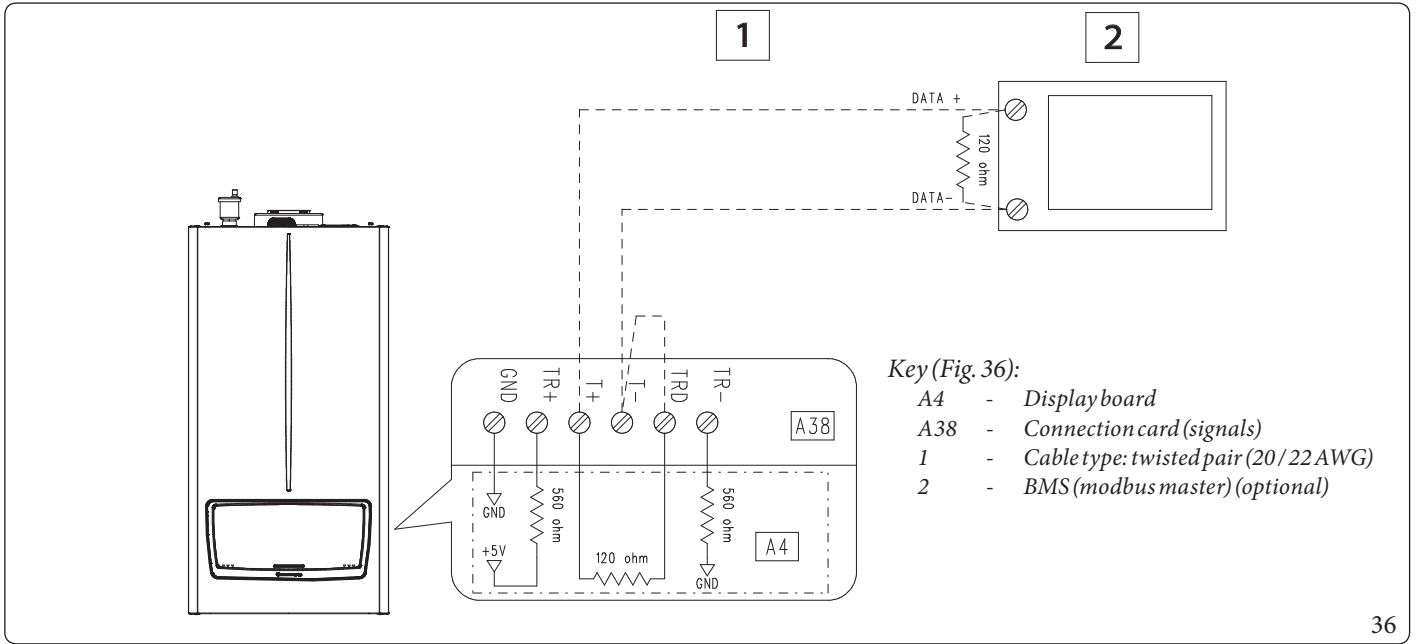 1
2
DATA +
120 ohm
DATA-
GND
TR+
T+
T-
TRD
TR-
A38
GND
+5V
560 ohm
120 ohm
560 ohm
GND
A4
Key (Fig. 36):
A4 - Display board
A38 - Connection card (signals)
1 - Cable type: twisted pair (20 / 22 AWG)
2 - BMS (modbus master) (optional)
36